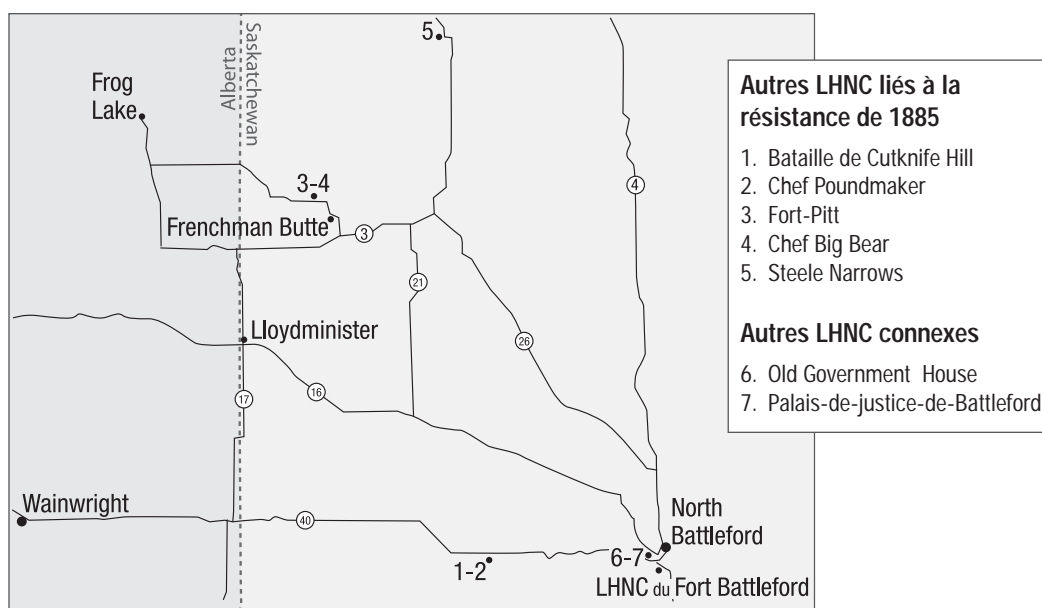 Frog
Lake
Alberta
Saskatchewan
5
4
3-4
Frenchman Butte
3
21
26
Lloydminister
17
16
Wainwright
40
1-2
6-7
North
Battleford
LHNC du Fort Battleford
Autres LHNC liés à la
résistance de 1885
1. Bataille de Cutknife Hill
2. Chef Poundmaker
3. Fort-Pitt
4. Chef Big Bear
5. Steele Narrows
Autres LHNC connexes
6. Old Government House
7. Palais-de-justice-de-Battleford